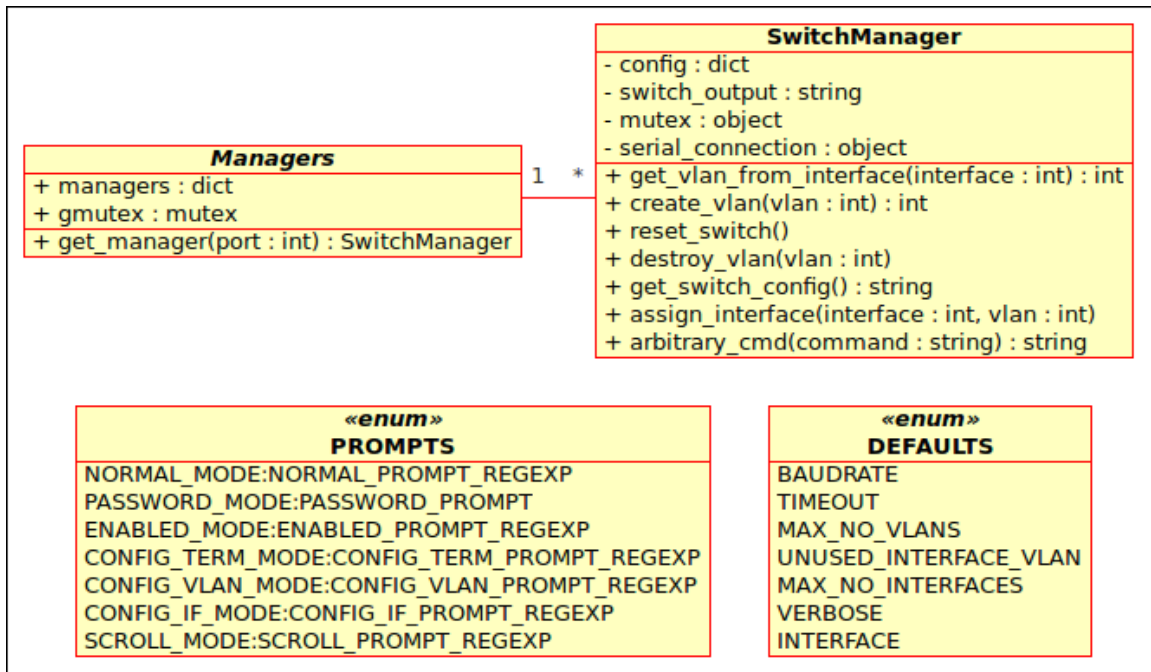 SwitchManager
- config : dict
- switch_output : string
- mutex : object
- serial_connection : object
+ get_vlan_from_interface(interface : int) : int
+ create_vlan(vlan : int) : int
+ reset_switch()
+ destroy_vlan(vlan : int)
+ get_switch_config() : string
+ assign_interface(interface : int, vlan : int)
+ arbitrary_cmd(command : string) : string
Managers
+ managers : dict
+ gmutex : mutex
+ get_manager(port : int) : SwitchManager
1 *
«enum»
PROMPTS
NORMAL_MODE:NORMAL_PROMPT_REGEXP
PASSWORD_MODE:PASSWORD_PROMPT
ENABLED_MODE:ENABLED_PROMPT_REGEXP
CONFIG_TERM_MODE:CONFIG_TERM_PROMPT_REGEXP
CONFIG_VLAN_MODE:CONFIG_VLAN_PROMPT_REGEXP
CONFIG_IF_MODE:CONFIG_IF_PROMPT_REGEXP
SCROLL_MODE:SCROLL_PROMPT_REGEXP
«enum»
DEFAULTS
BAUDRATE
TIMEOUT
MAX_NO_VLANS
UNUSED_INTERFACE_VLAN
MAX_NO_INTERFACES
VERBOSE
INTERFACE